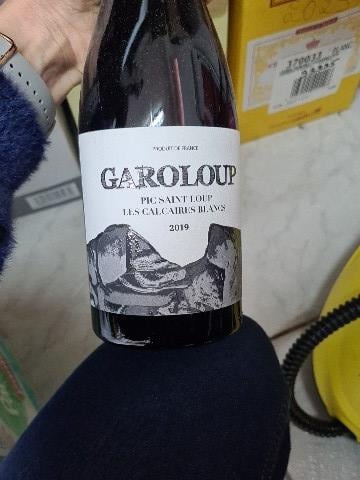 PRODUIT DE FRANCE
GAROLOUP
PIC SAINT LOUP
LES CALCAIRES BLANCS
2019